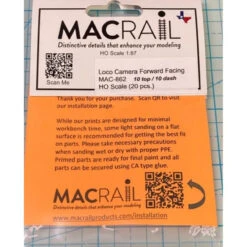 MACRAIL
Distinctive details that enhance your modeling
HO Scale 1:87
Scan Me
Loco Camera Forward Facing
MAC-862 10 top / 10 dash
HO Scale (20 pcs.)
Thank you for your purchase. Scan QR to visit
our installation page.
While our prints are designed for minimal
workbench time, some light sanding on a flat
surface is recommended for getting the best fit
on parts. Please take necessary precautions
when sanding wet or dry with proper PPE.
Primed parts are ready for final paint and all
parts can be secured using CA type glue.
MACRAIL
Distinctive details that enhance your modeling
www.macrailproducts.com/installation